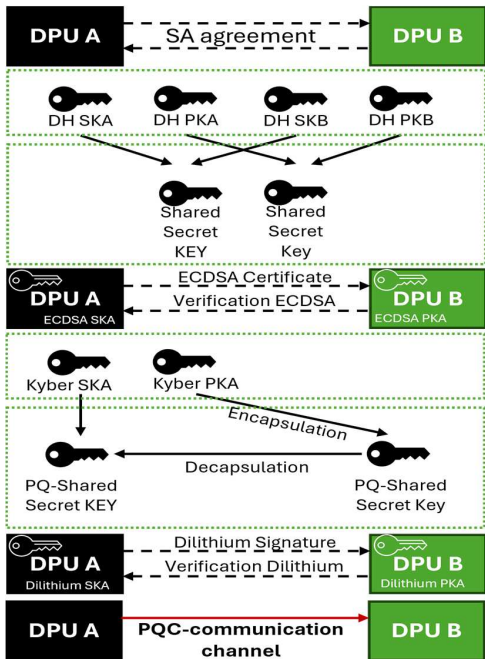 DPU A
SA agreement
DPU B
DH SKA
DH PKA
DH SKB
DH PKB
Shared
Secret
KEY
Shared
Secret
Key
ECDSA Certificate
Verification ECDSA
DPU A
ECDSA SKA
DPU B
ECDSA PKA
Kyber SKA
Kyber PKA
Encapsulation
Decapsulation
PQ-Shared
Secret KEY
PQ-Shared
Secret Key
Dilithium Signature
Verification Dilithium
DPU A
Dilithium SKA
DPU B
Dilithium PKA
DPU A
PQC-communication
channel
DPU B